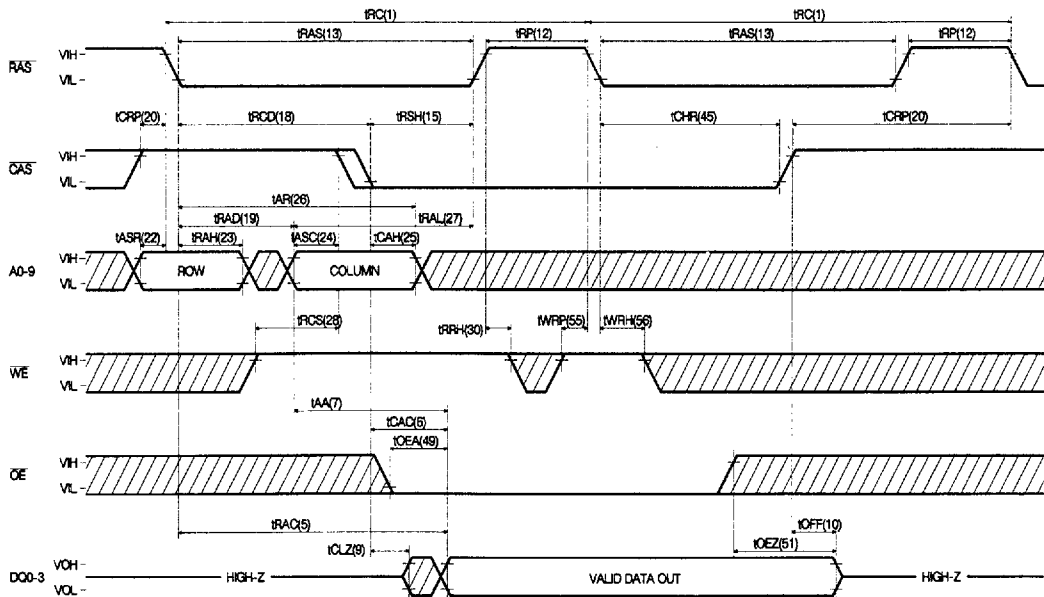 tRC(1) tRC(1)
tRAS(13) tRP(12) tRAS(13) tRP(12)
RAS VIH VIL
tCRP(20) tRCD(18) tRSH(15) tCHR(45) tCRP(20)
CAS VIH VIL
tAR(26)
tRAD(19) tRAL(27)
tASR(22) tRAH(23) tASC(24) tCAH(25)
A0-9 VIH VIL ROW COLUMN
tRCS(28) tRRH(30) tWRP(55) tWRH(56)
WE VIH VIL
tAA(7)
tCAC(6)
tOEA(49)
OE VIH VIL
tRAC(5) tOFF(10)
tCLZ(9) tOEZ(51)
DQ0-3 VOH VOL HIGH-Z VALID DATA OUT HIGH-Z